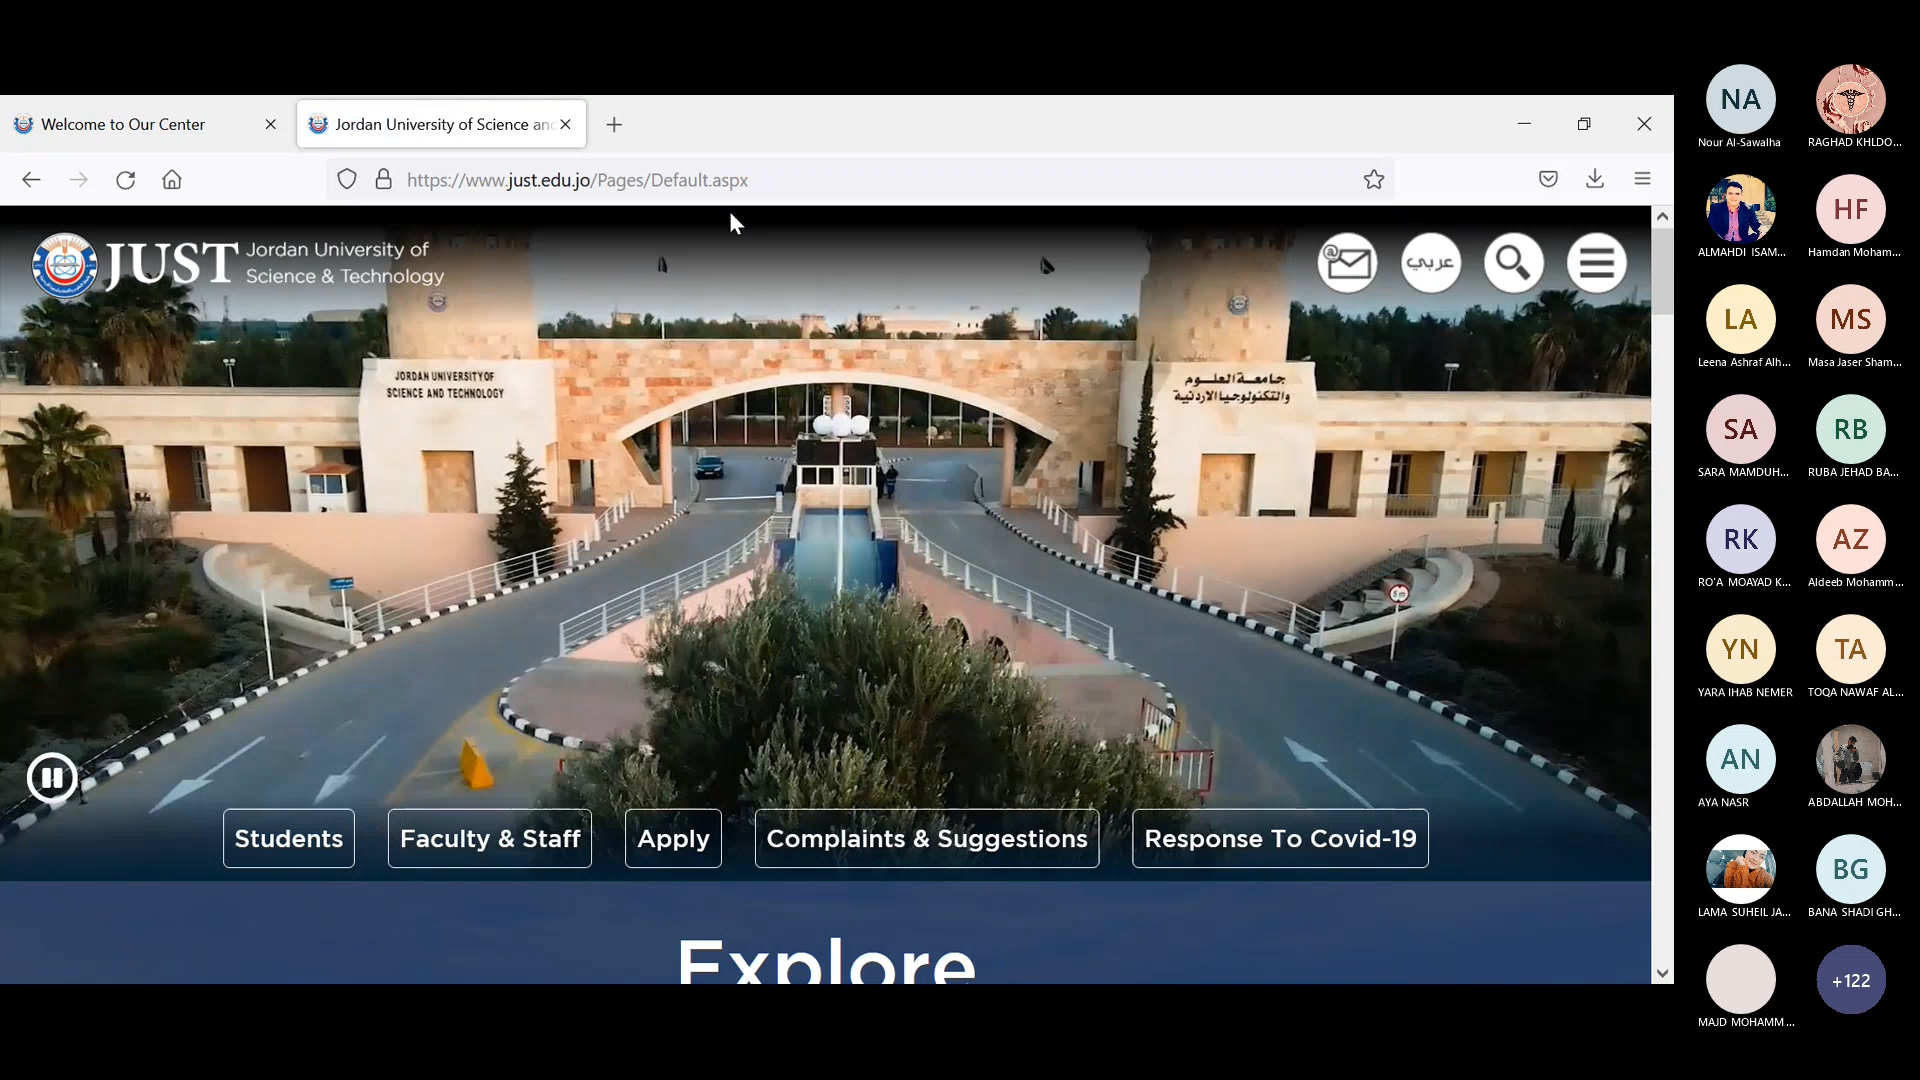 Welcome to Our Center
Jordan University of Science and
https://www.just.edu.jo/Pages/Default.aspx
JUST
Jordan University of
Science & Technology
@
عربي
JORDAN UNIVERSITY OF
SCIENCE AND TECHNOLOGY
جامعة العلوم
والتكنولوجيا الاردنية
Students
Faculty & Staff
Apply
Complaints & Suggestions
Response To Covid-19
Explore
NA
Nour Al-Sawalha
RAGHAD KHLDO...
ALMAHDI ISAM...
HF
Hamdan Moham...
LA
Leena Ashraf Alh...
MS
Masa Jaser Sham...
SA
SARA MAMDUH...
RB
RUBA JEHAD BA...
RK
RO'A MOAYAD K...
AZ
Aldeeb Mohamm...
YN
YARA IHAB NEMER
TA
TOQA NAWAF AL...
AN
AYA NASR
ABDALLAH MOH...
LAMA SUHEIL JA...
BG
BANA SHADI GH...
MAJD MOHAMM...
+122